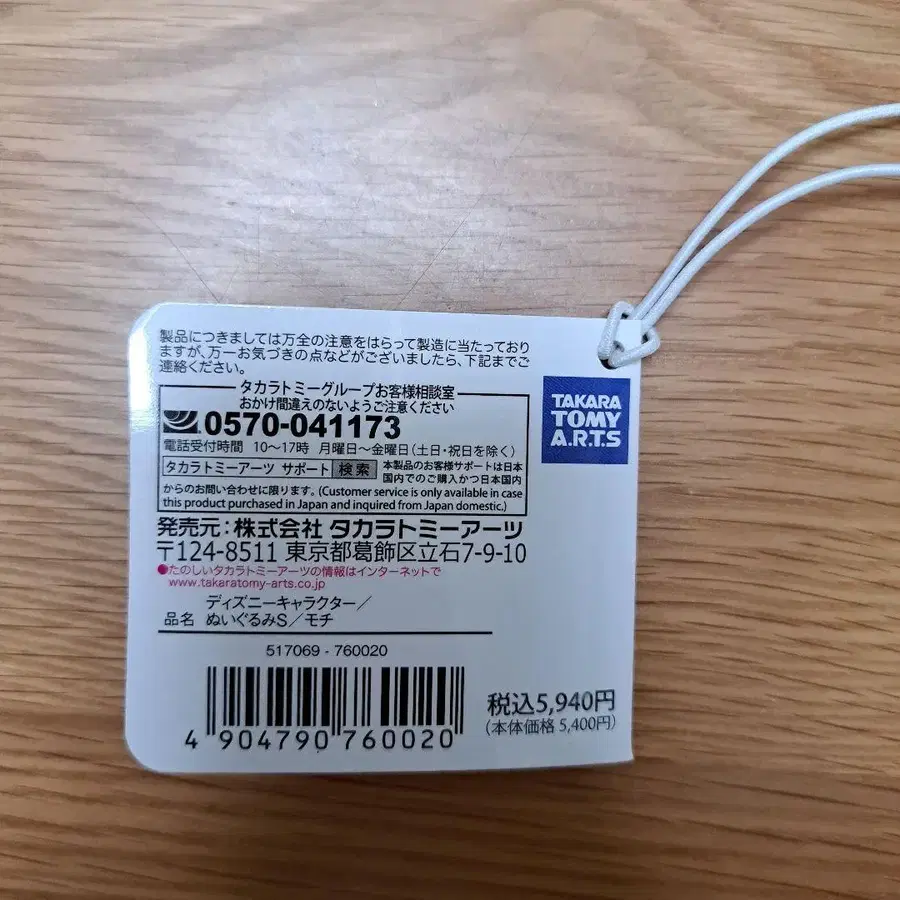 製品につきましては万全の注意をはらって製造に当たっており
ますが、万一お気づきの点などがございましたら、下記までご
連絡ください。
タカラトミーグループお客様相談室
おかけ間違えのないようご注意ください
0570-041173
電話受付時間 10〜17時 月曜日〜金曜日(土日・祝日を除く)
タカラトミーアーツ サポート 検索 本製品のお客様サポートは日本
国内でのご購入かつ日本国内
からのお問い合わせに限ります。(Customer service is only available in case
this product purchased in Japan and inquired from Japan domestic.)
発売元:株式会社 タカラトミーアーツ
〒124-8511 東京都葛飾区立石7-9-10
●たのしいタカラトミーアーツの情報はインターネットで
www.takaratomy-arts.co.jp
ディズニーキャラクター/
品名 ぬいぐるみS/モチ
517069 - 760020
4 904790 760020
税込5,940円
(本体価格 5,400円)
TAKARA
TOMY
A.R.T.S